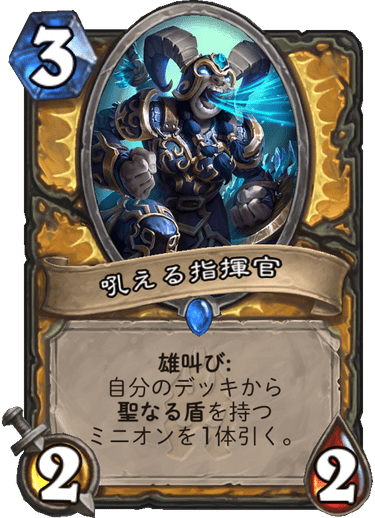 3
吼える指揮官
雄叫び:
自分のデッキから
聖なる盾を持つ
ミニオンを1体引く。
2
2